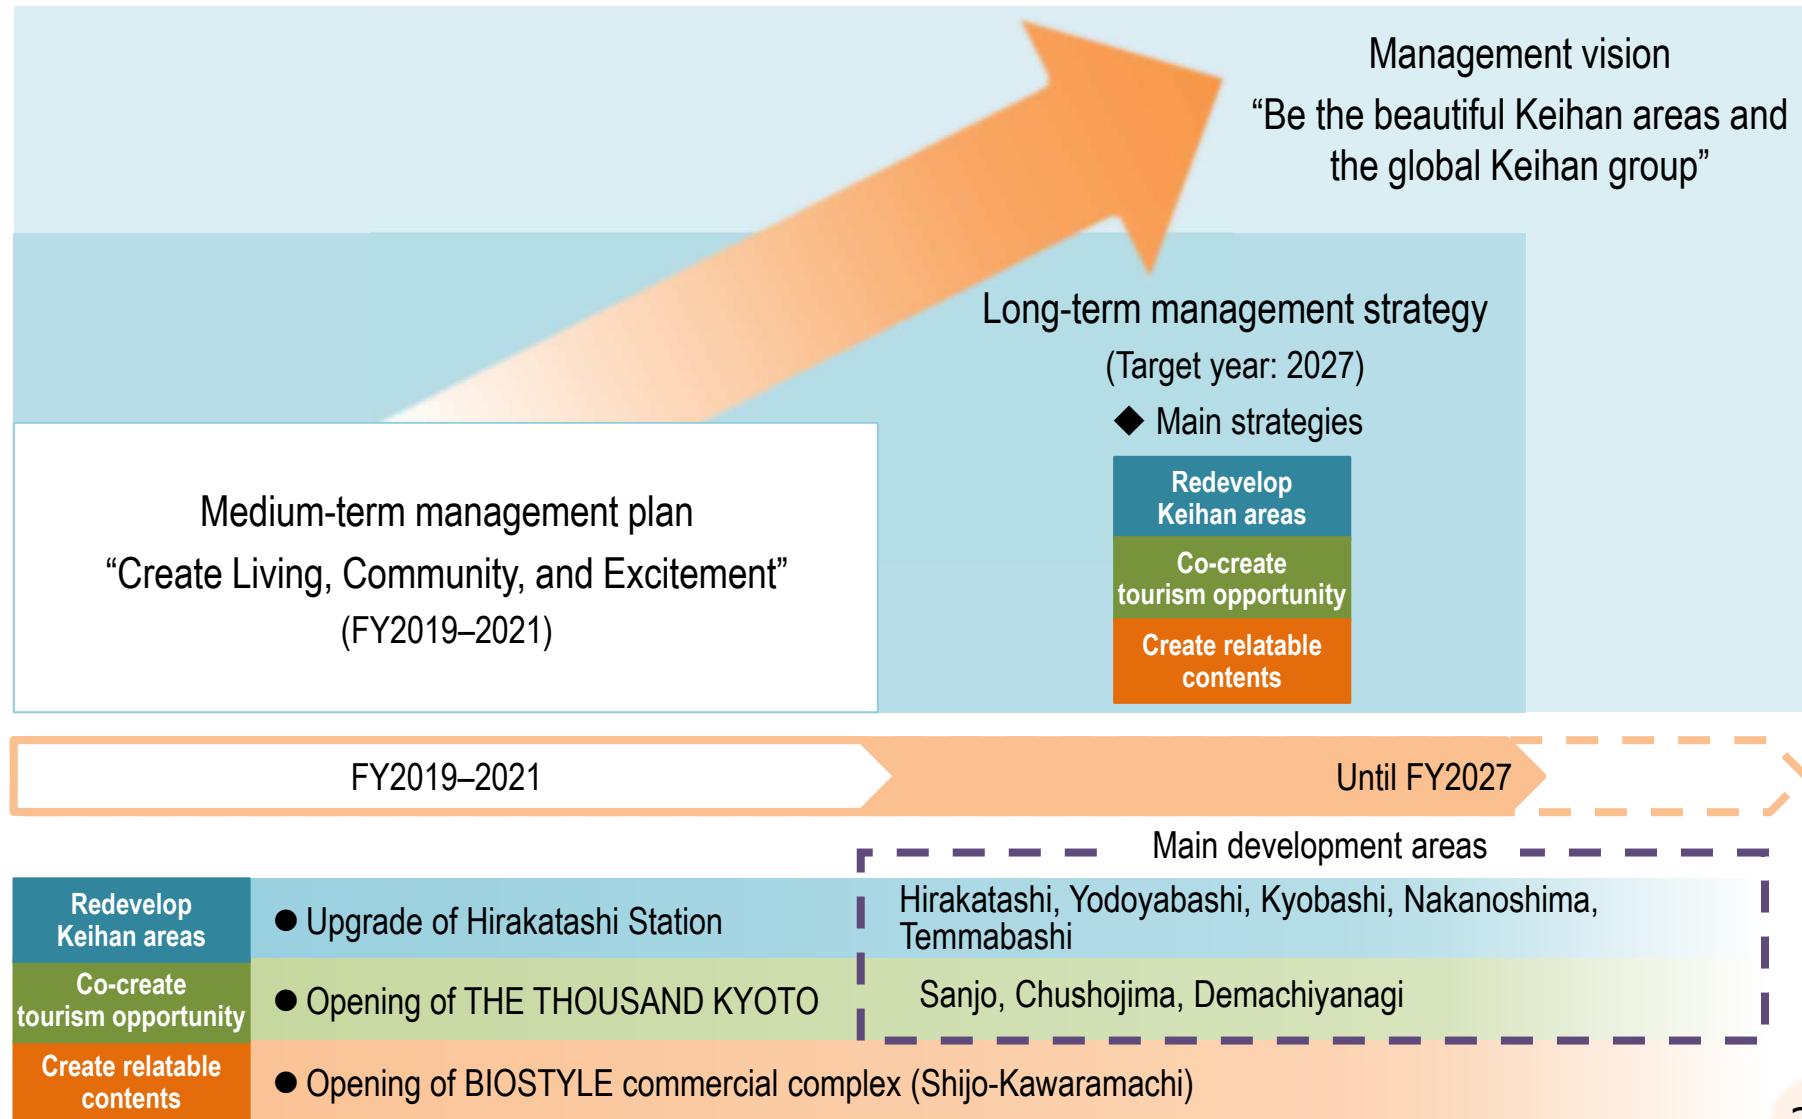 Management vision
“Be the beautiful Keihan areas and
the global Keihan group”
Long-term management strategy
(Target year: 2027)
◆ Main strategies
Redevelop
Keihan areas
Co-create
tourism opportunity
Create relatable
contents
Medium-term management plan
“Create Living, Community, and Excitement”
(FY2019–2021)
FY2019–2021
Until FY2027
Main development areas
Redevelop
Keihan areas
● Upgrade of Hirakatashi Station
Hirakatashi, Yodoyabashi, Kyobashi, Nakanoshima,
Temmabashi
Co-create
tourism opportunity
● Opening of THE THOUSAND KYOTO
Sanjo, Chushojima, Demachiyanagi
Create relatable
contents
● Opening of BIOSTYLE commercial complex (Shijo-Kawaramachi)